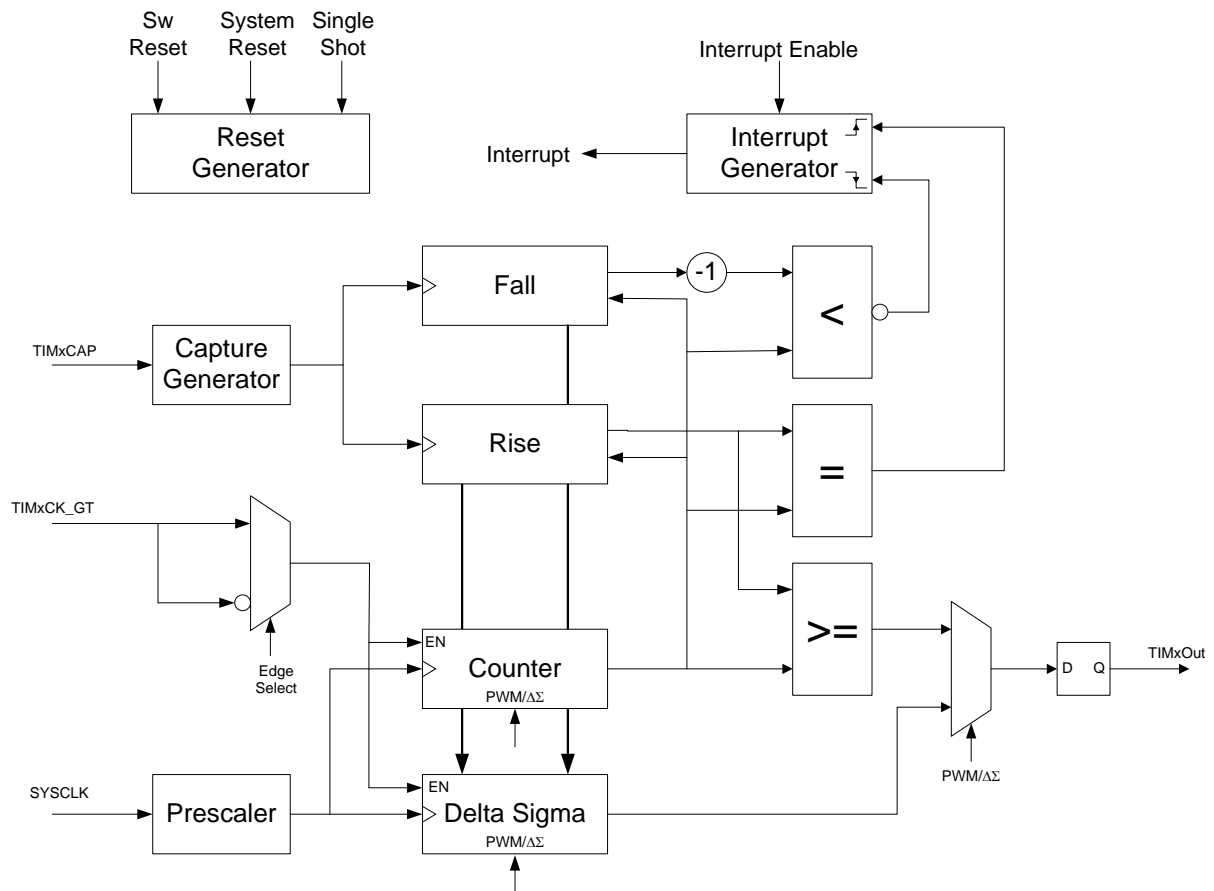 Sw Reset
System Reset
Single Shot
Interrupt Enable
Reset Generator
Interrupt
Interrupt Generator
Fall
-1
<
TIMxCAP
Capture Generator
Rise
=
TIMxCK_GT
>=
EN
Counter
PWM/ΔΣ
Edge Select
D Q
TIMxOut
PWM/ΔΣ
SYSCLK
Prescaler
EN
Delta Sigma
PWM/ΔΣ